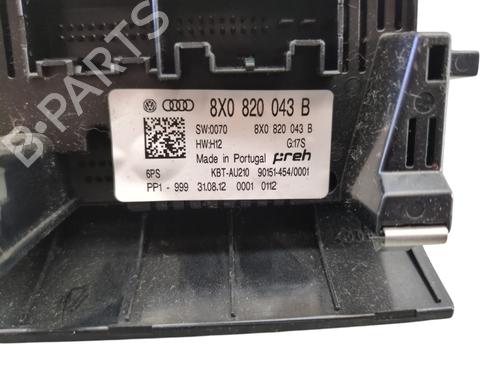 B-PARTS
8X0 820 043 B
SW:0070 8X0 820 043 B
HW:H12 G:17S
Made in Portugal preh
6PS KBT-AU210 90151-454/0001
PP1 - 999 31.08.12 0001 0112